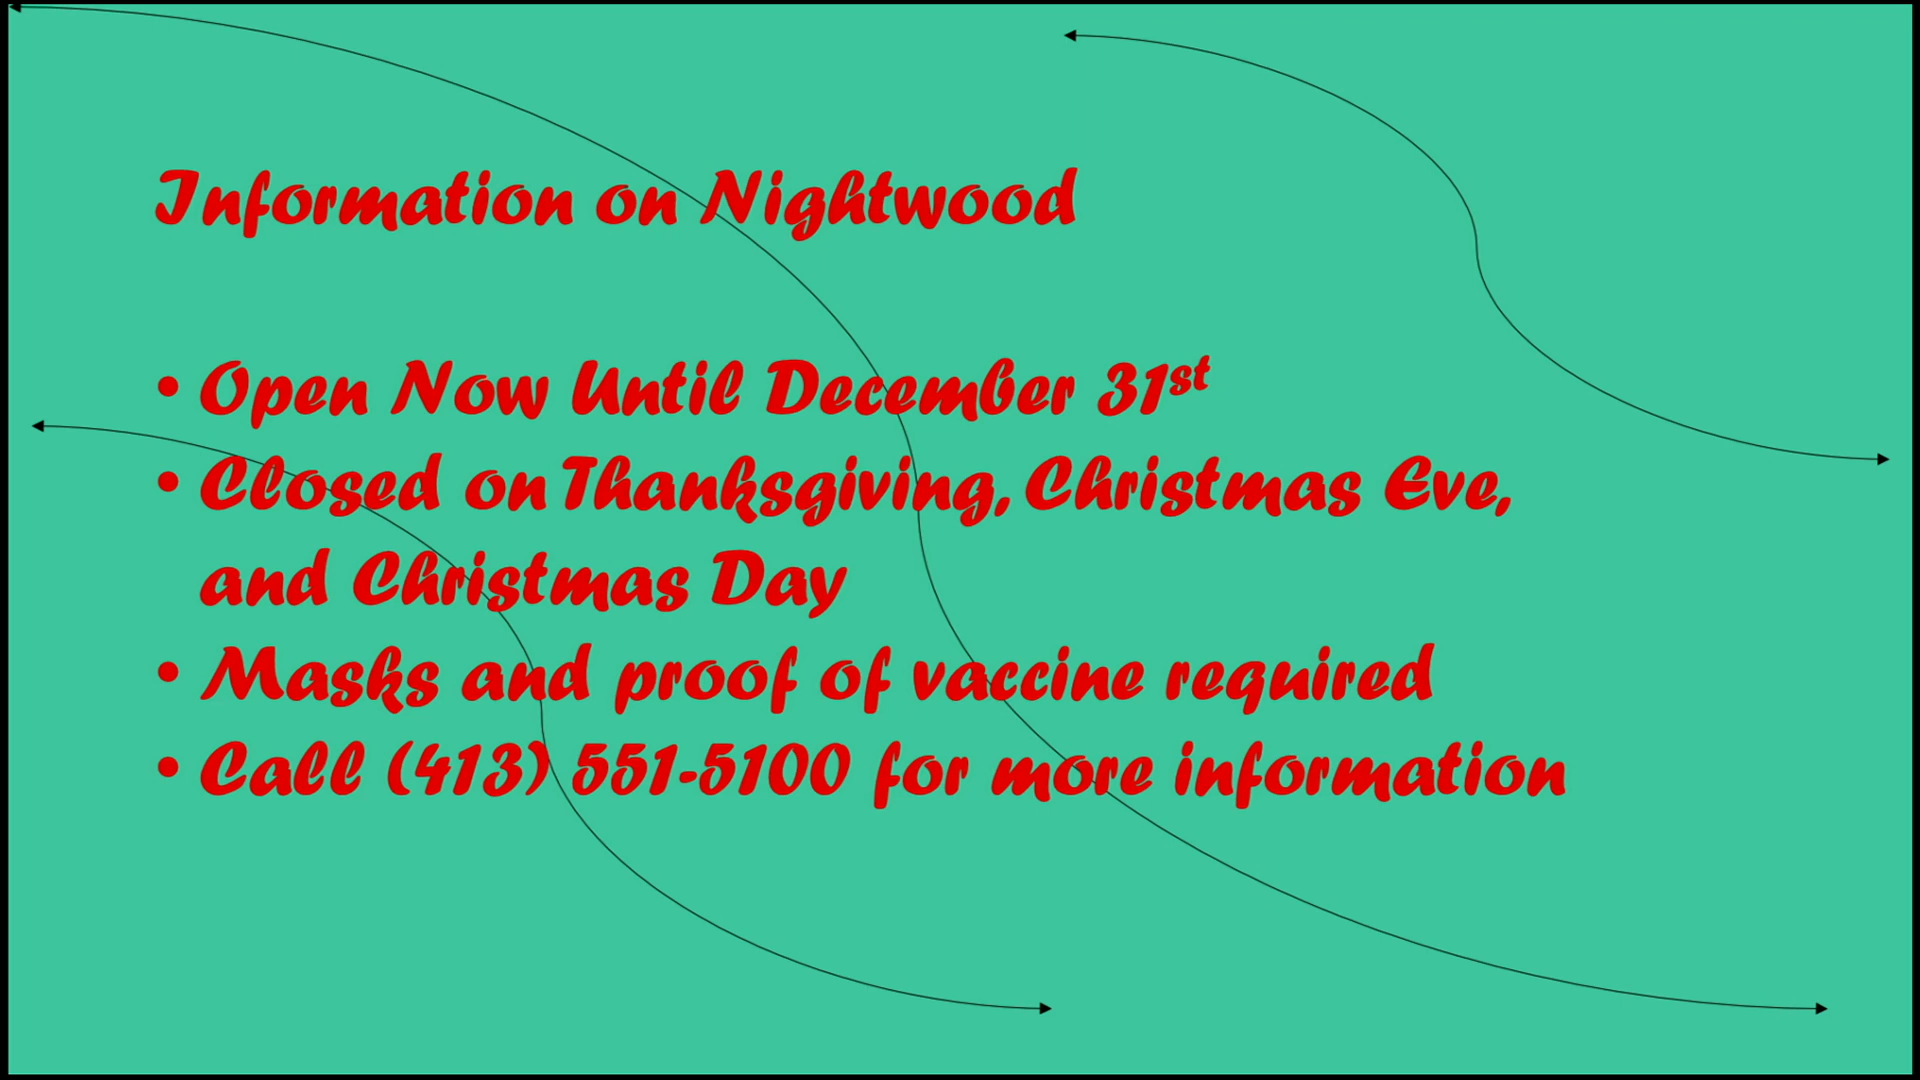 Information on Nightwood
• Open Now Until December 31st
• Closed on Thanksgiving, Christmas Eve,
and Christmas Day
• Masks and proof of vaccine required
• Call (413) 551-5100 for more information